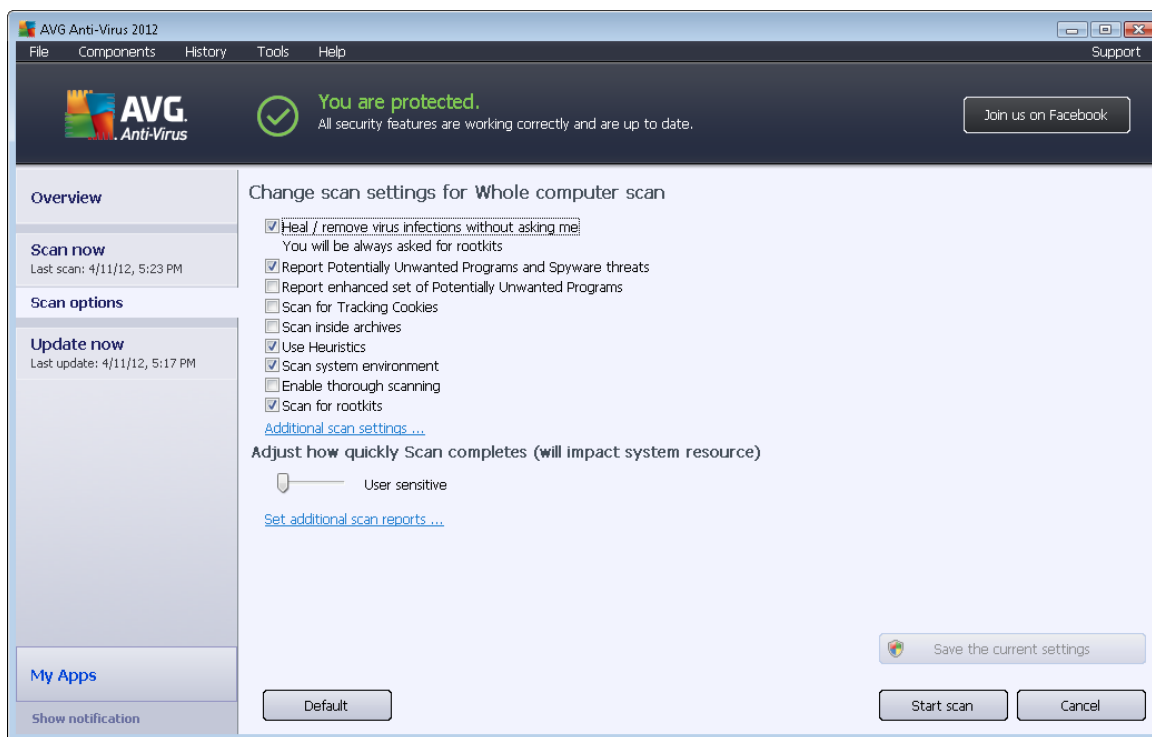 AVG Anti-Virus 2012
File Components History Tools Help Support
AVG.
Anti-Virus
You are protected.
All security features are working correctly and are up to date.
Join us on Facebook
Overview
Scan now
Last scan: 4/11/12, 5:23 PM
Scan options
Update now
Last update: 4/11/12, 5:17 PM
My Apps
Show notification
Change scan settings for Whole computer scan
Heal / remove virus infections without asking me
You will be always asked for rootkits
Report Potentially Unwanted Programs and Spyware threats
Report enhanced set of Potentially Unwanted Programs
Scan for Tracking Cookies
Scan inside archives
Use Heuristics
Scan system environment
Enable thorough scanning
Scan for rootkits
Additional scan settings ...
Adjust how quickly Scan completes (will impact system resource)
User sensitive
Set additional scan reports ...
Save the current settings
Default Start scan Cancel